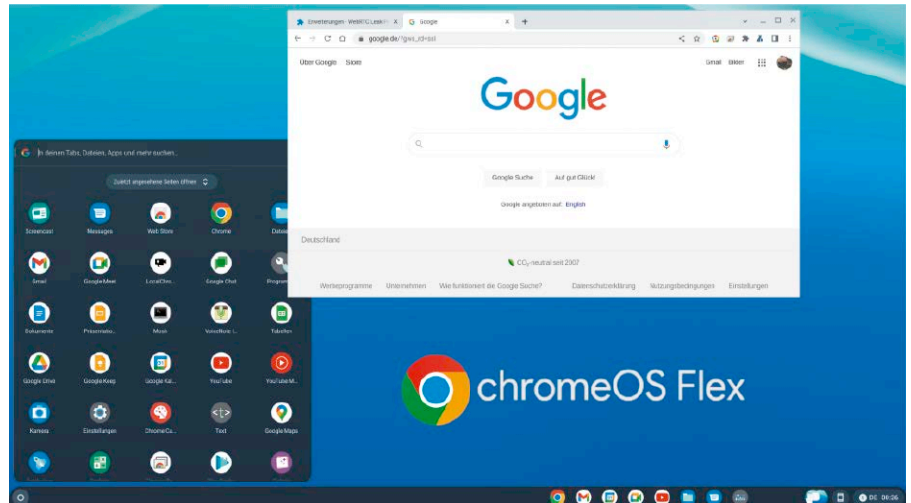 Erweiterungen - WebRTC Leak
Google
google.de/?gws_rd=ssl
Über Google Store
Gmail Bilder
Google
Google Suche Auf gut Glück!
Google angeboten auf: English
Deutschland
CO₂-neutral seit 2007
Werbeprogramme Unternehmen Wie funktioniert die Google Suche? Datenschutzerklärung Nutzungsbedingungen Einstellungen
In deinen Tabs, Dateien, Apps und mehr suchen...
Zuletzt angesehene Seiten öffnen
Screencast Messages Web Store Chrome Dateien
Gmail Google Meet Google Chat
Dokumente Präsentatio... Tabellen
Google Drive Google Keep Google Kal... YouTube YouTube M...
Kamera Einstellungen Text Google Maps
chromeOS Flex
DE